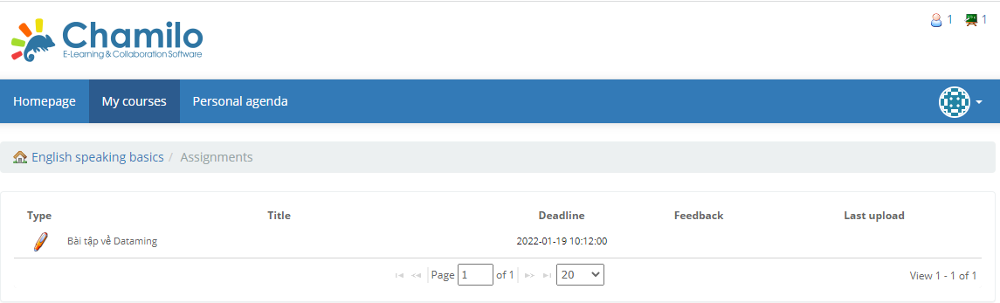 1 1
Chamilo
E-Learning & Collaboration Software
Homepage My courses Personal agenda
English speaking basics / Assignments
Type Title Deadline Feedback Last upload
Bài tập về Dataming 2022-01-19 10:12:00
Page 1 of 1 20 View 1 - 1 of 1